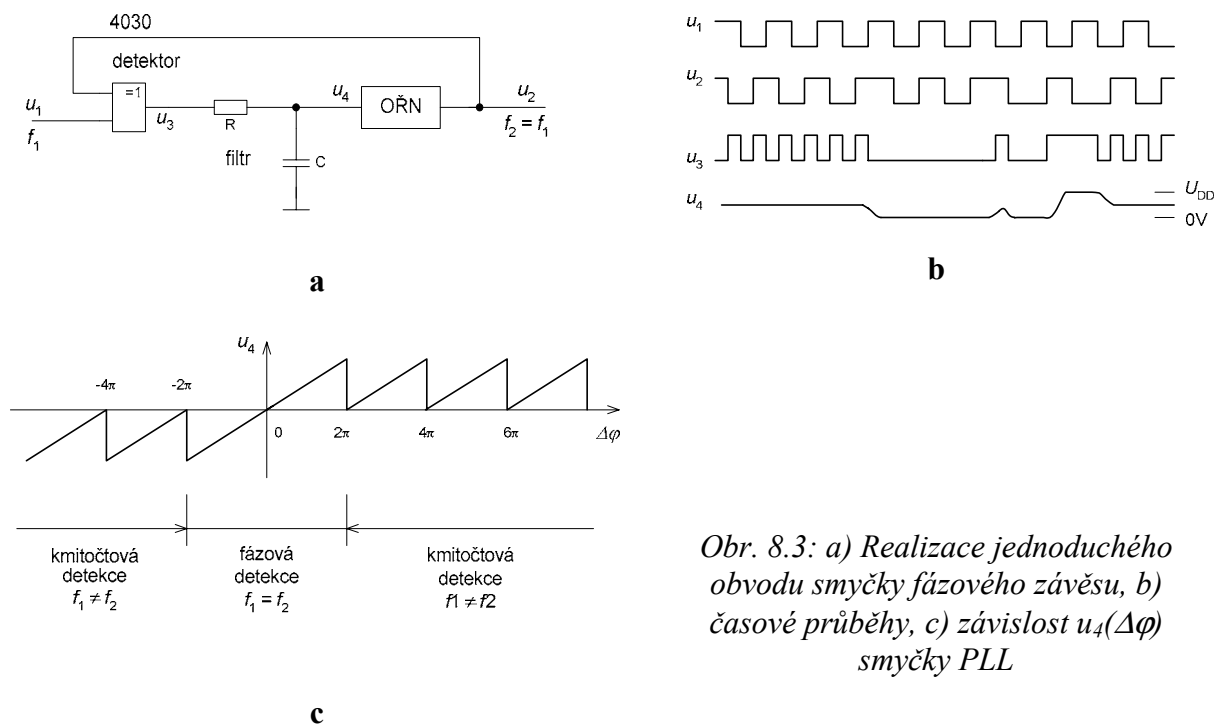 4030
detektor
=1
u1
f1
u3
R
filtr
C
u4
OŘN
u2
f2 = f1
a
u1
u2
u3
u4
UDD
0V
b
u4
-4π
-2π
0
2π
4π
6π
Δφ
kmitočtová
detekce
f1 ≠ f2
fázová
detekce
f1 = f2
kmitočtová
detekce
f1 ≠ f2
c
Obr. 8.3: a) Realizace jednoduchého
obvodu smyčky fázového závěsu, b)
časové průběhy, c) závislost u4(Δφ)
smyčky PLL